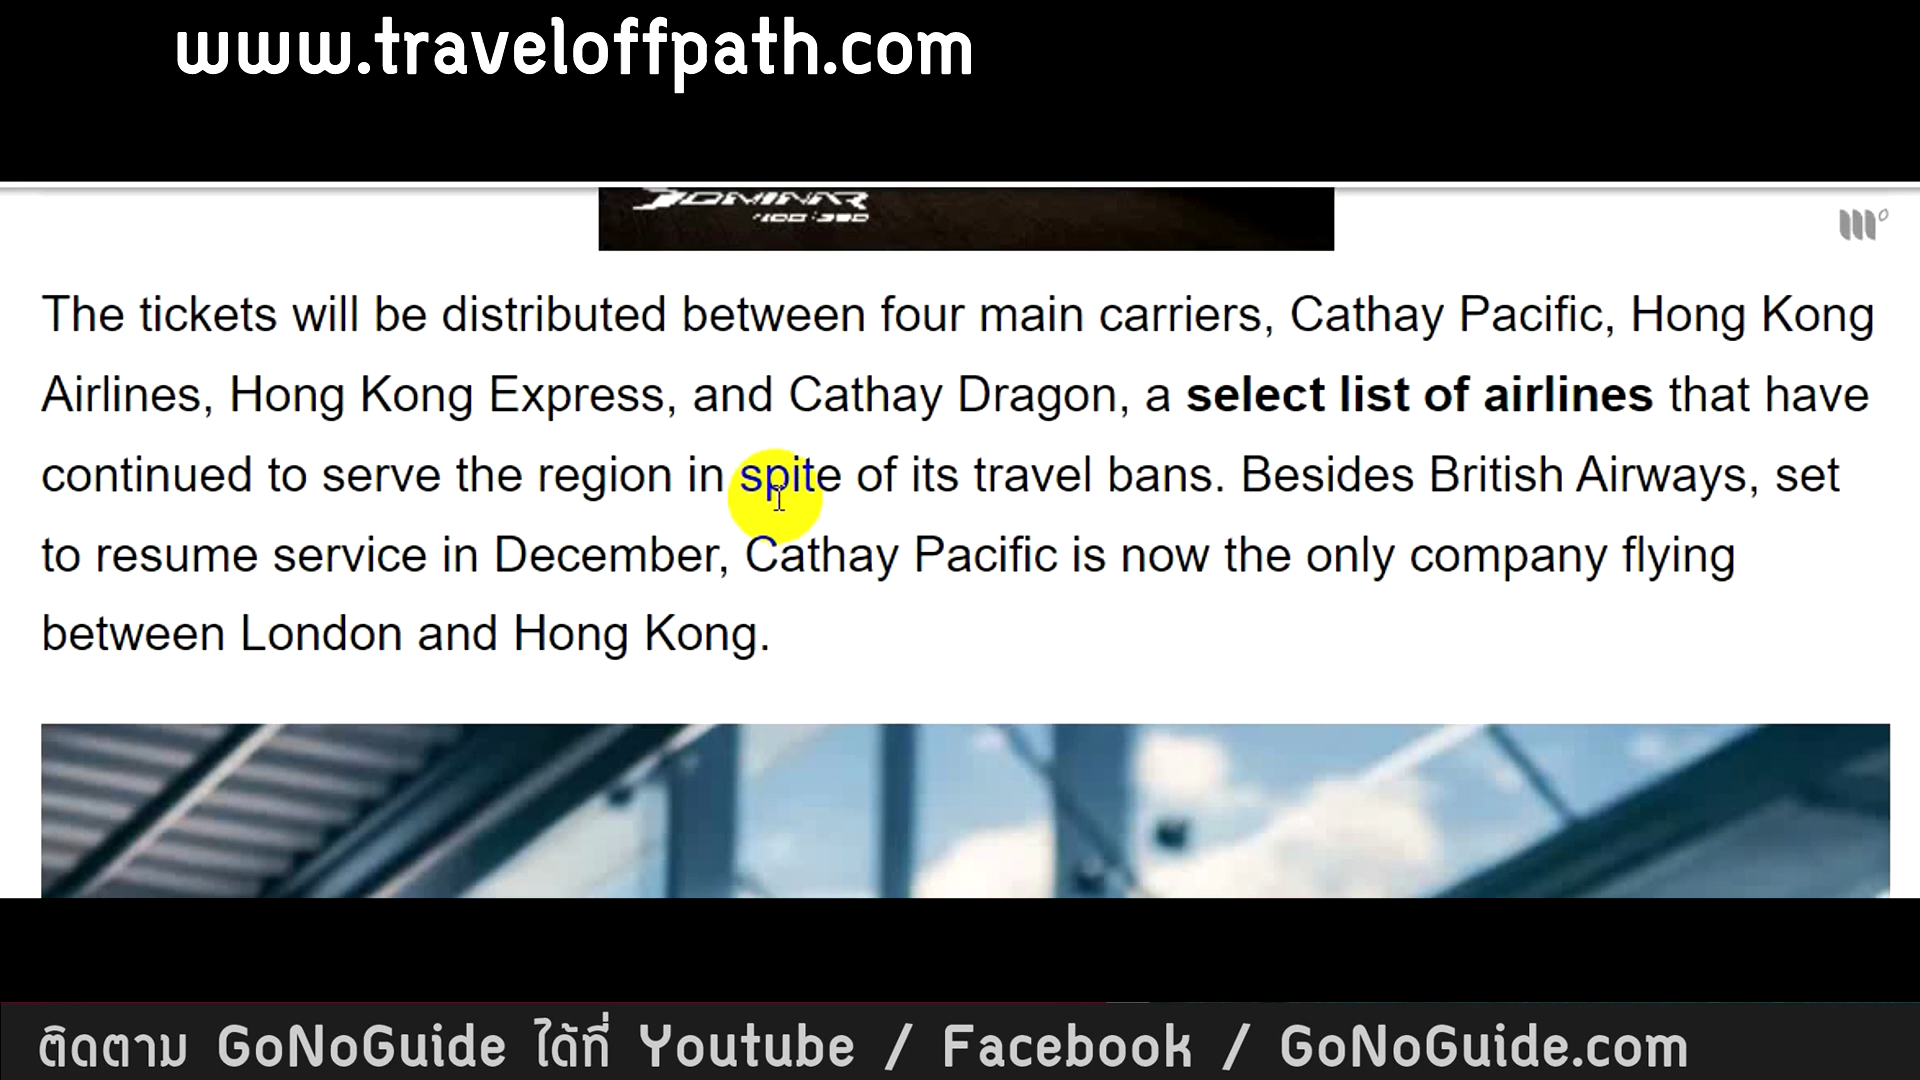 www.traveloffpath.com
DOMINAR
400 : 250
The tickets will be distributed between four main carriers, Cathay Pacific, Hong Kong
Airlines, Hong Kong Express, and Cathay Dragon, a select list of airlines that have
continued to serve the region in spite of its travel bans. Besides British Airways, set
to resume service in December, Cathay Pacific is now the only company flying
between London and Hong Kong.
ติดตาม GoNoGuide ได้ที่ Youtube / Facebook / GoNoGuide.com